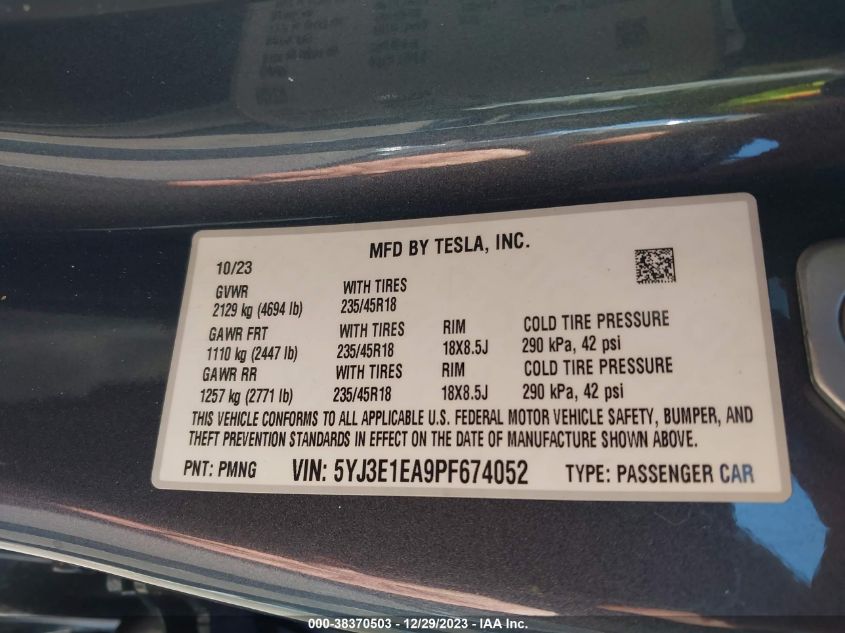 MFD BY TESLA, INC.
10/23
GVWR WITH TIRES
2129 kg (4694 lb) 235/45R18
GAWR FRT WITH TIRES RIM COLD TIRE PRESSURE
1110 kg (2447 lb) 235/45R18 18X8.5J 290 kPa, 42 psi
GAWR RR WITH TIRES RIM COLD TIRE PRESSURE
1257 kg (2771 lb) 235/45R18 18X8.5J 290 kPa, 42 psi
THIS VEHICLE CONFORMS TO ALL APPLICABLE U.S. FEDERAL MOTOR VEHICLE SAFETY, BUMPER, AND
THEFT PREVENTION STANDARDS IN EFFECT ON THE DATE OF MANUFACTURE SHOWN ABOVE.
PNT: PMNG VIN: 5YJ3E1EA9PF674052 TYPE: PASSENGER CAR
000-38370503 - 12/29/2023 - IAA Inc.